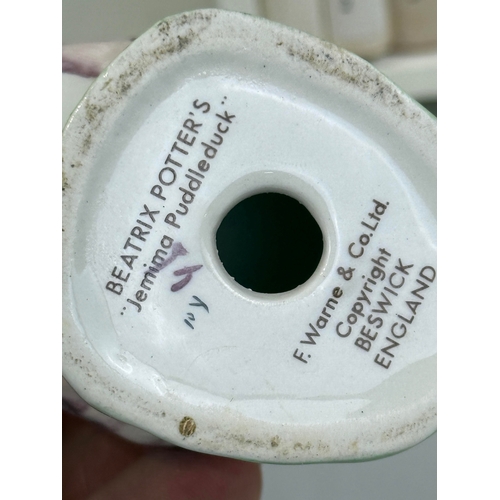 BEATRIX POTTER'S
"Jemima Puddleduck"
F. Warne & Co. Ltd.
Copyright
BESWICK
ENGLAND